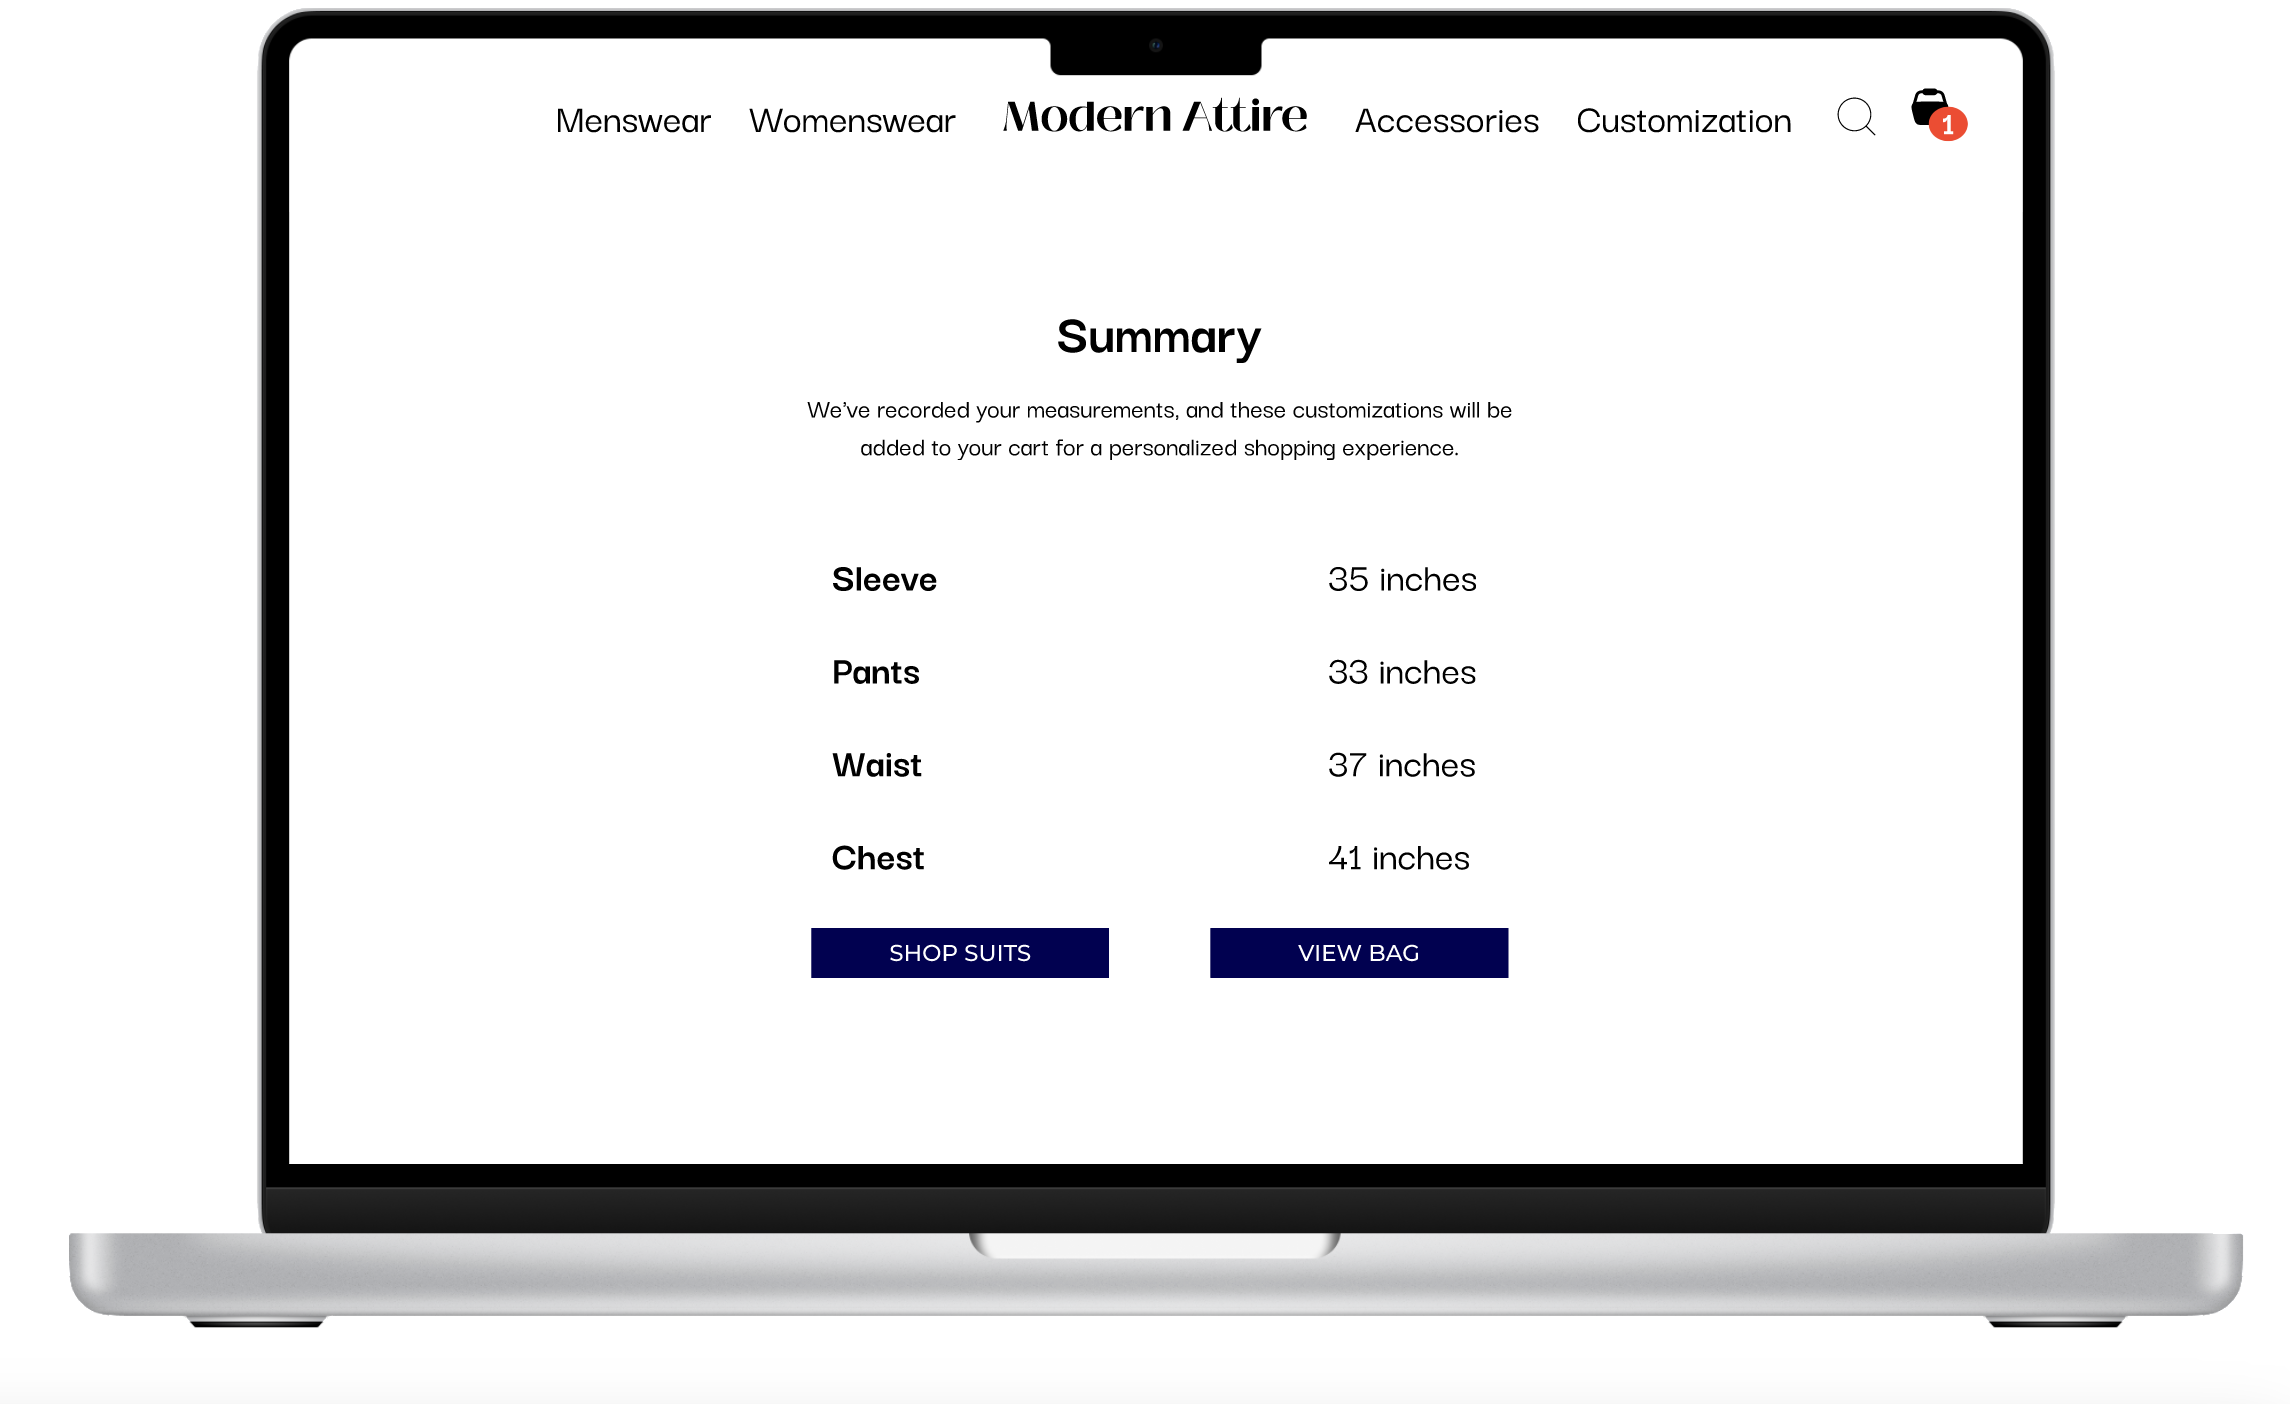 Menswear Womenswear Modern Attire Accessories Customization 1
Summary
We've recorded your measurements, and these customizations will be
added to your cart for a personalized shopping experience.
Sleeve 35 inches
Pants 33 inches
Waist 37 inches
Chest 41 inches
SHOP SUITS VIEW BAG